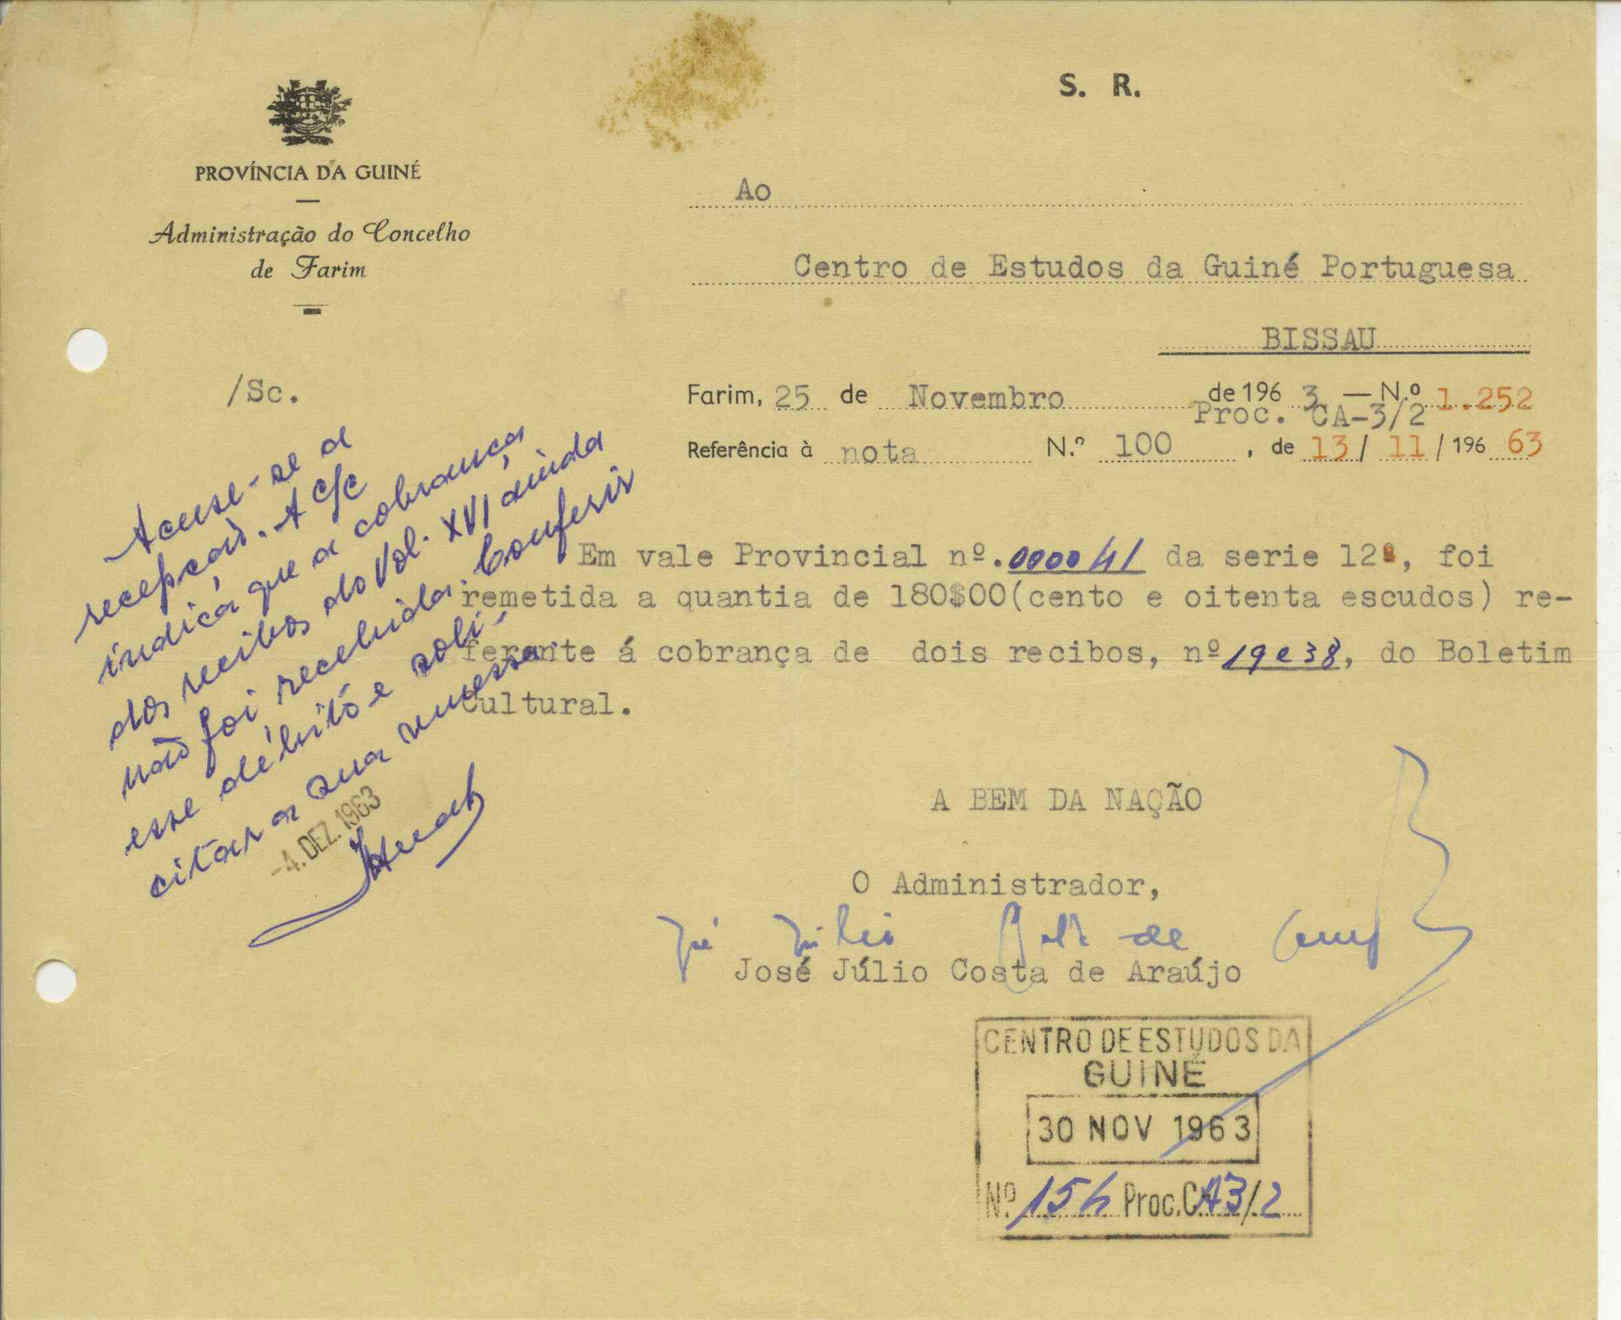 S. R.
PROVÍNCIA DA GUINÉ
Administração do Concelho
de Farim
Ao
Centro de Estudos da Guiné Portuguesa
BISSAU
/Sc.
Farim, 25 de Novembro de 1963 — N.º 1.252
Proc. CA-3/2
Referência à nota N.º 100 , de 13/ 11 / 196 63
Acuse-se a
recepção. A c/c
indica que a cobrança
dos recibos do Vol. XVI ainda
não foi recebida. Conferir
esse débito e soli-
citar a sua remessa.
-4. DEZ. 1963
Em vale Provincial nº. 000041 da serie 12ª, foi
remetida a quantia de 180$00(cento e oitenta escudos) re-
ferente á cobrança de dois recibos, nº 19 e 38, do Boletim
Cultural.
A BEM DA NAÇÃO
O Administrador,
José Júlio Costa de Araújo
CENTRO DE ESTUDOS DA
GUINÉ
30 NOV 1963
Nº 154 Proc. CA3/2